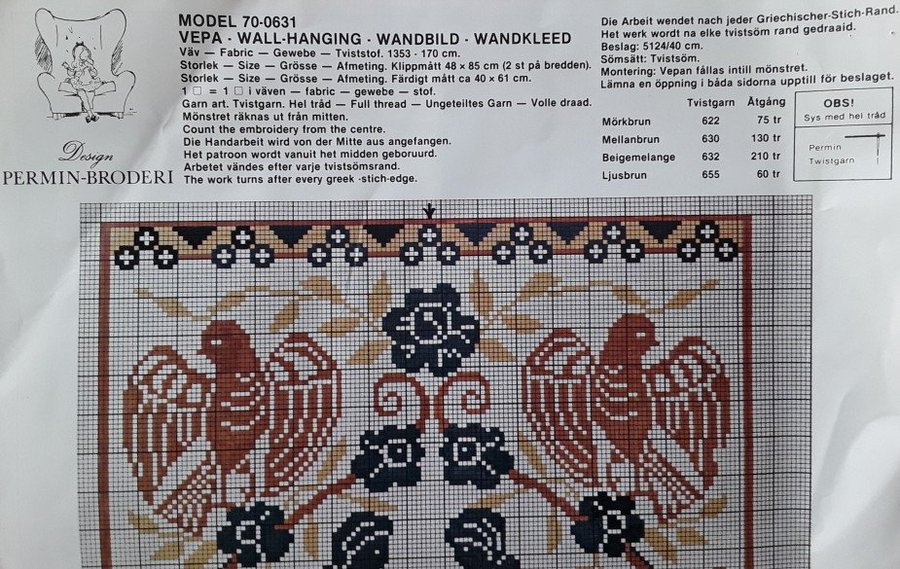 MODEL 70-0631
VEPA - WALL-HANGING - WANDBILD - WANDKLEED
Väv — Fabric — Gewebe — Tviststof. 1353 - 170 cm.
Storlek — Size — Grösse — Afmeting. Klippmått 48 × 85 cm (2 st på bredden).
Storlek — Size — Grösse — Afmeting. Färdigt mått ca 40 × 61 cm.
1 □ = 1 □ i väven — fabric — gewebe — stof.
Garn art. Tvistgarn. Hel tråd — Full thread — Ungeteiltes Garn — Volle draad.
Mönstret räknas ut från mitten.
Count the embroidery from the centre.
Die Handarbeit wird von der Mitte aus angefangen.
Het patroon wordt vanuit het midden geboruurd.
Arbetet vändes efter varje tvistsömsrand.
The work turns after every greek -stich-edge.
Design
PERMIN-BRODERI
Die Arbeit wendet nach jeder Griechischer-Stich-Rand.
Het werk wordt na elke tvistsöm rand gedraaid.
Beslag: 5124/40 cm.
Sömsätt: Tvistsöm.
Montering: Vepan fållas intill mönstret.
Lämna en öppning i båda sidorna upptill för beslaget.
Tvistgarn Åtgång
Mörkbrun 622 75 tr
Mellanbrun 630 130 tr
Beigemelange 632 210 tr
Ljusbrun 655 60 tr
OBS!
Sys med hel tråd
Permin
Twistgarn